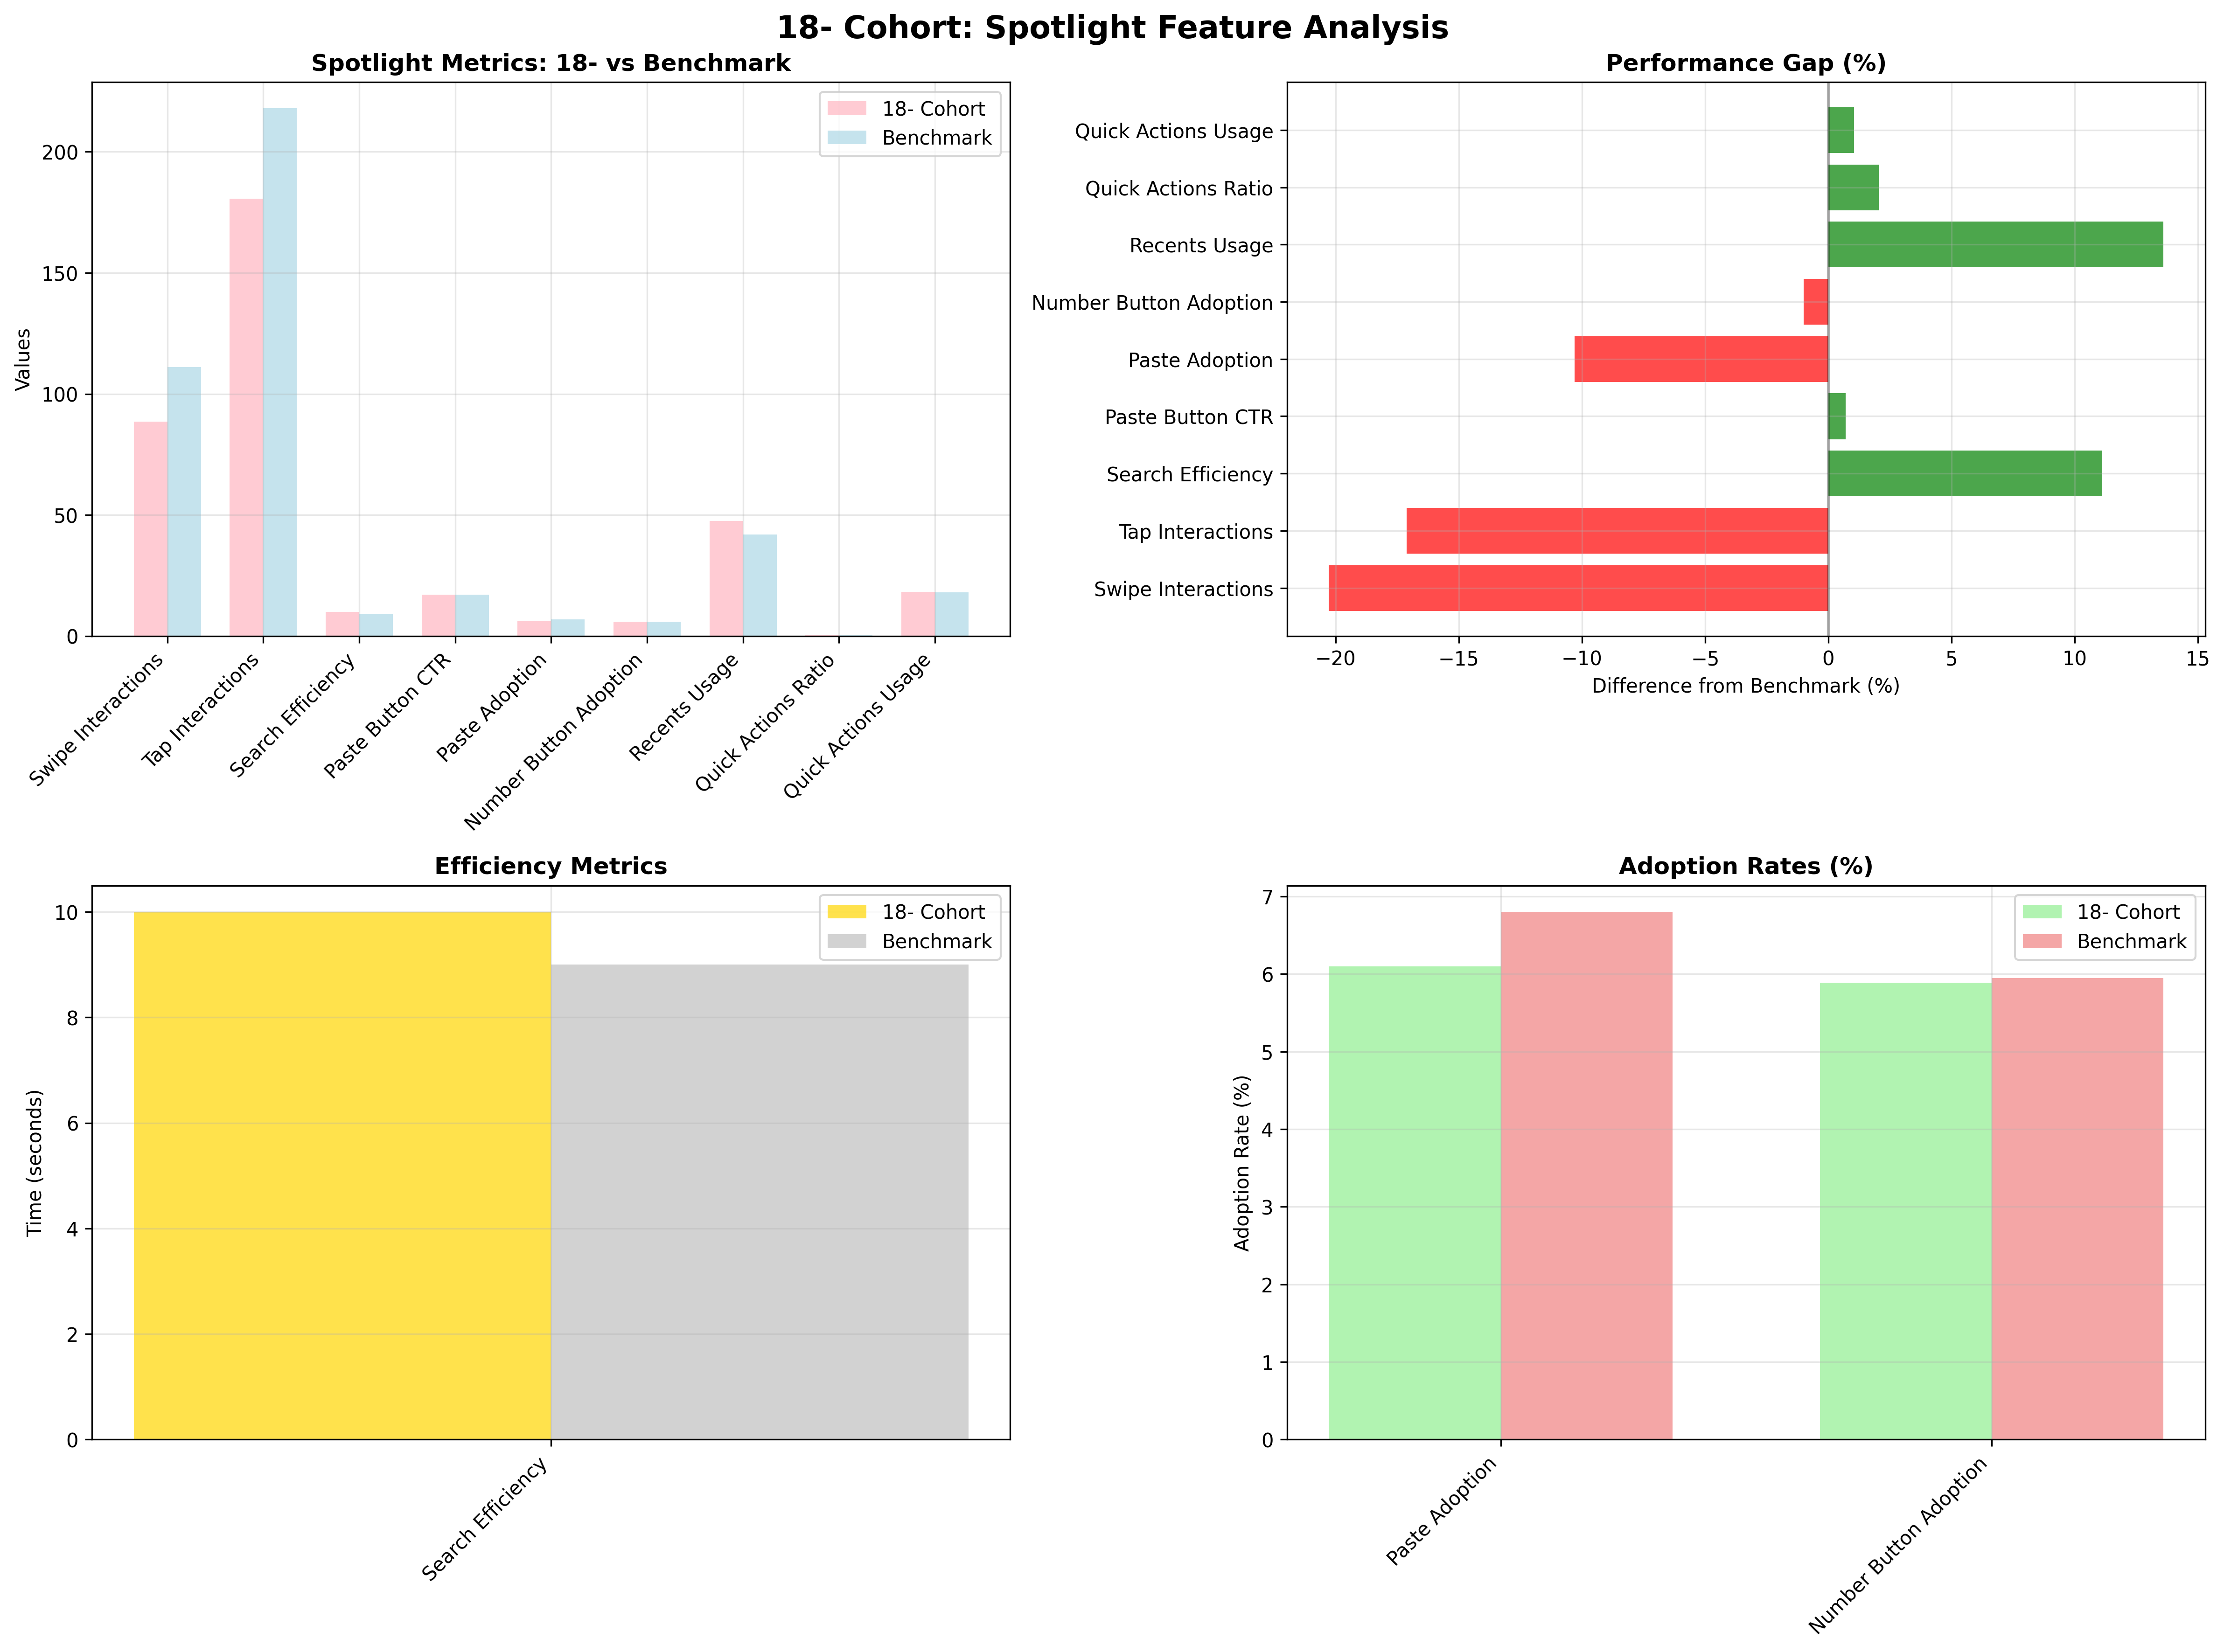 18- Cohort: Spotlight Feature Analysis
Spotlight Metrics: 18- vs Benchmark
Values
200
150
100
50
0
18- Cohort
Benchmark
Swipe Interactions
Tap Interactions
Search Efficiency
Paste Button CTR
Paste Adoption
Number Button Adoption
Recents Usage
Quick Actions Ratio
Quick Actions Usage
Performance Gap (%)
Quick Actions Usage
Quick Actions Ratio
Recents Usage
Number Button Adoption
Paste Adoption
Paste Button CTR
Search Efficiency
Tap Interactions
Swipe Interactions
−20
−15
−10
−5
0
5
10
15
Difference from Benchmark (%)
Efficiency Metrics
Time (seconds)
10
8
6
4
2
0
18- Cohort
Benchmark
Search Efficiency
Adoption Rates (%)
Adoption Rate (%)
7
6
5
4
3
2
1
0
18- Cohort
Benchmark
Paste Adoption
Number Button Adoption